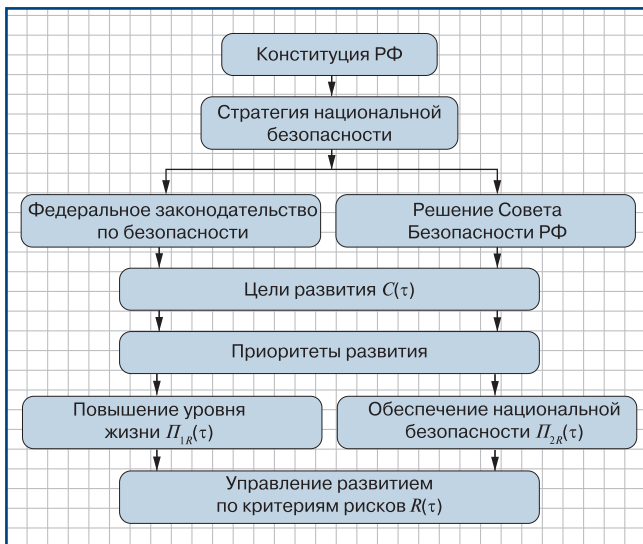 Конституция РФ
Стратегия национальной
безопасности
Федеральное законодательство
по безопасности
Решение Совета
Безопасности РФ
Цели развития C(τ)
Приоритеты развития
Повышение уровня
жизни П₁R(τ)
Обеспечение национальной
безопасности П₂R(τ)
Управление развитием
по критериям рисков R(τ)